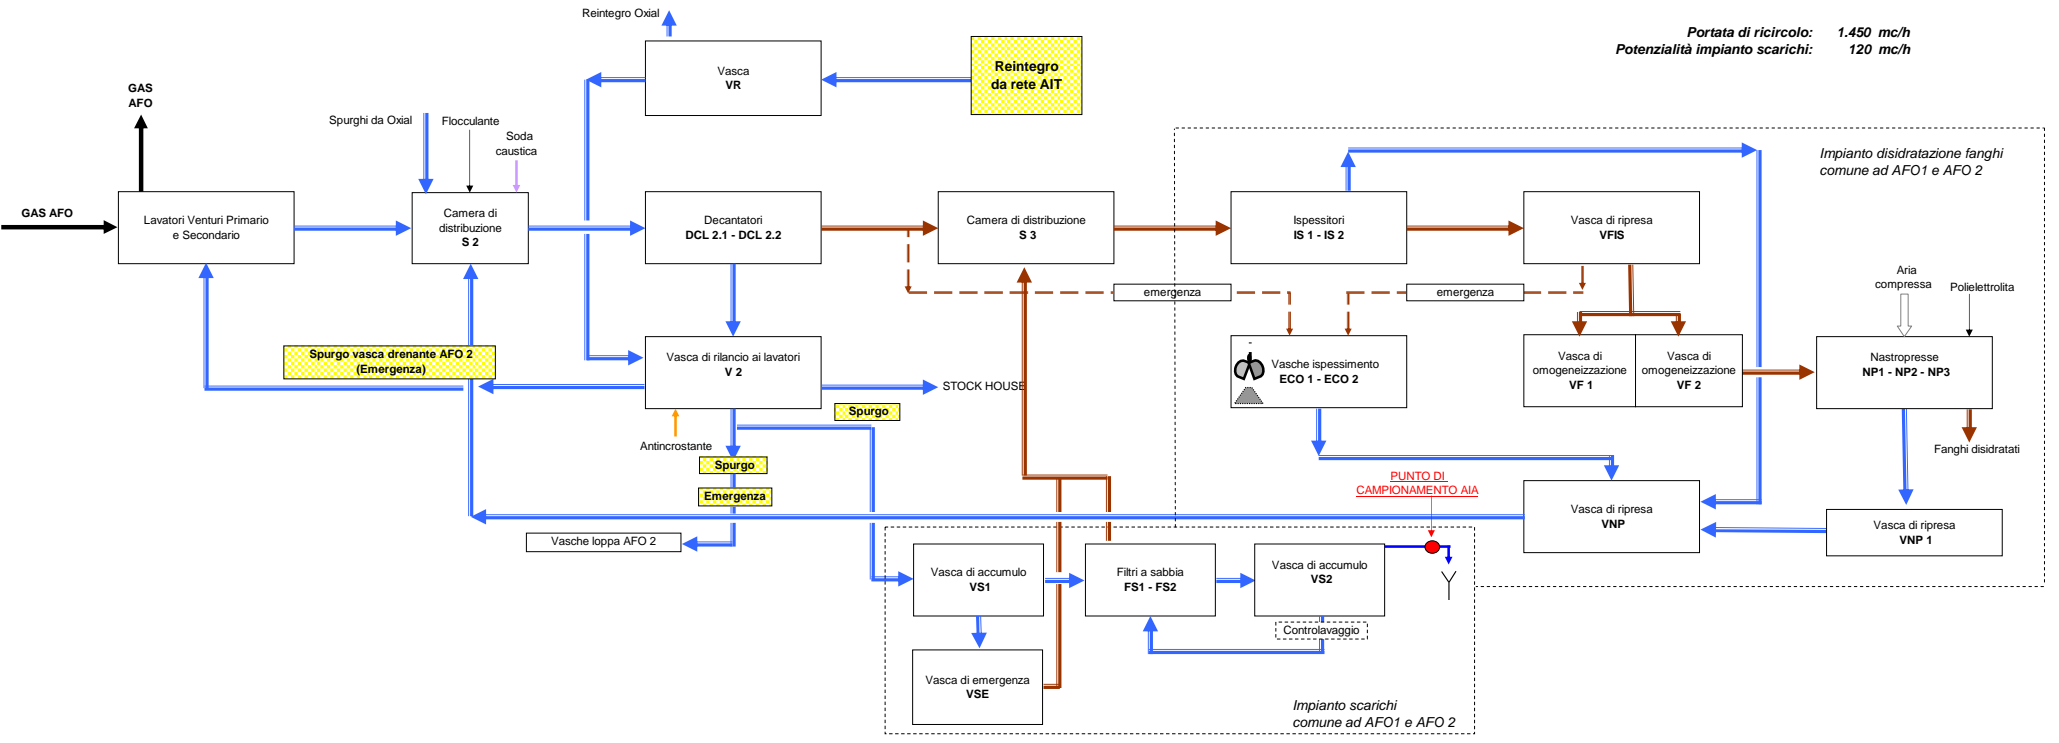 Reintegro Oxial
Portata di ricircolo: 1.450 mc/h
Potenzialità impianto scarichi: 120 mc/h
Vasca
VR
Reintegro
da rete AIT
GAS
AFO
Spurghi da Oxial
Flocculante
Soda
caustica
Impianto disidratazione fanghi
comune ad AFO1 e AFO 2
GAS AFO
Lavatori Venturi Primario
e Secondario
Camera di
distribuzione
S 2
Decantatori
DCL 2.1 - DCL 2.2
Camera di distribuzione
S 3
Ispessitori
IS 1 - IS 2
Vasca di ripresa
VFIS
emergenza
emergenza
Aria
compressa
Polielettrolita
Spurgo vasca drenante AFO 2
(Emergenza)
Vasca di rilancio ai lavatori
V 2
STOCK HOUSE
Vasche ispessimento
ECO 1 - ECO 2
Vasca di
omogeneizzazione
VF 1
Vasca di
omogeneizzazione
VF 2
Nastropresse
NP1 - NP2 - NP3
Spurgo
Antincrostante
Fanghi disidratati
Spurgo
Emergenza
PUNTO DI
CAMPIONAMENTO AIA
Vasca di ripresa
VNP
Vasca di ripresa
VNP 1
Vasche loppa AFO 2
Vasca di accumulo
VS1
Filtri a sabbia
FS1 - FS2
Vasca di accumulo
VS2
Controlavaggio
Vasca di emergenza
VSE
Impianto scarichi
comune ad AFO1 e AFO 2